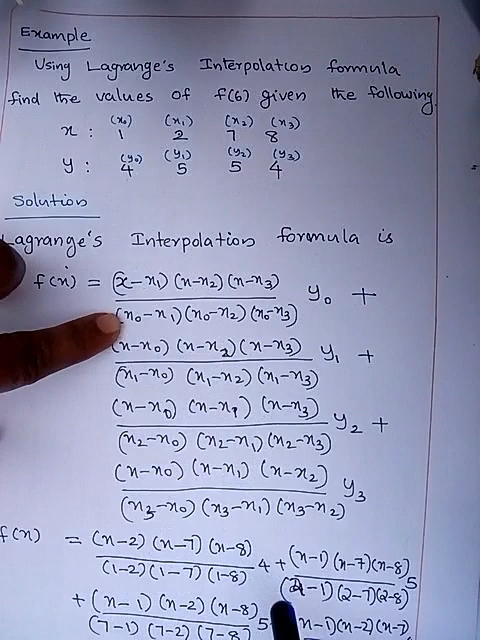 Example
Using Lagrange's Interpolation formula
find the values of f(6) given the following.
(x₀) (x₁) (x₂) (x₃)
x : 1 2 7 8
(y₀) (y₁) (y₂) (y₃)
y : 4 5 5 4
Solution
Lagrange's Interpolation formula is
f(x) = (x-x₁)(x-x₂)(x-x₃) y₀ +
(x₀-x₁)(x₀-x₂)(x₀-x₃)
(x-x₀)(x-x₂)(x-x₃) y₁ +
(x₁-x₀)(x₁-x₂)(x₁-x₃)
(x-x₀)(x-x₁)(x-x₃) y₂ +
(x₂-x₀)(x₂-x₁)(x₂-x₃)
(x-x₀)(x-x₁)(x-x₂) y₃
(x₃-x₀)(x₃-x₁)(x₃-x₂)
f(x) = (x-2)(x-7)(x-8) 4 + (x-1)(x-7)(x-8) 5
(1-2)(1-7)(1-8) (2-1)(2-7)(2-8)
+ (x-1)(x-2)(x-8) 5 (x-1)(x-2)(x-7)
(7-1)(7-2)(7-8)